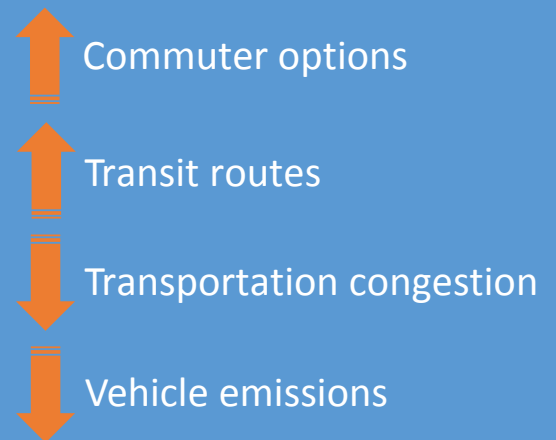 Commuter options
Transit routes
Transportation congestion
Vehicle emissions